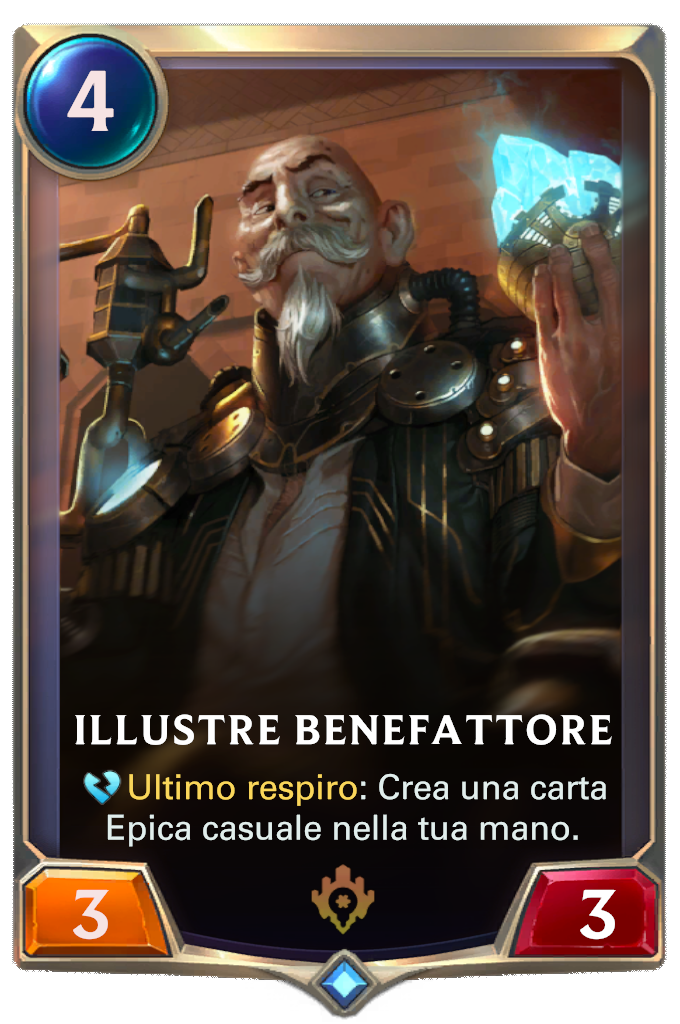 4
ILLUSTRE BENEFATTORE
Ultimo respiro: Crea una carta
Epica casuale nella tua mano.
3
3